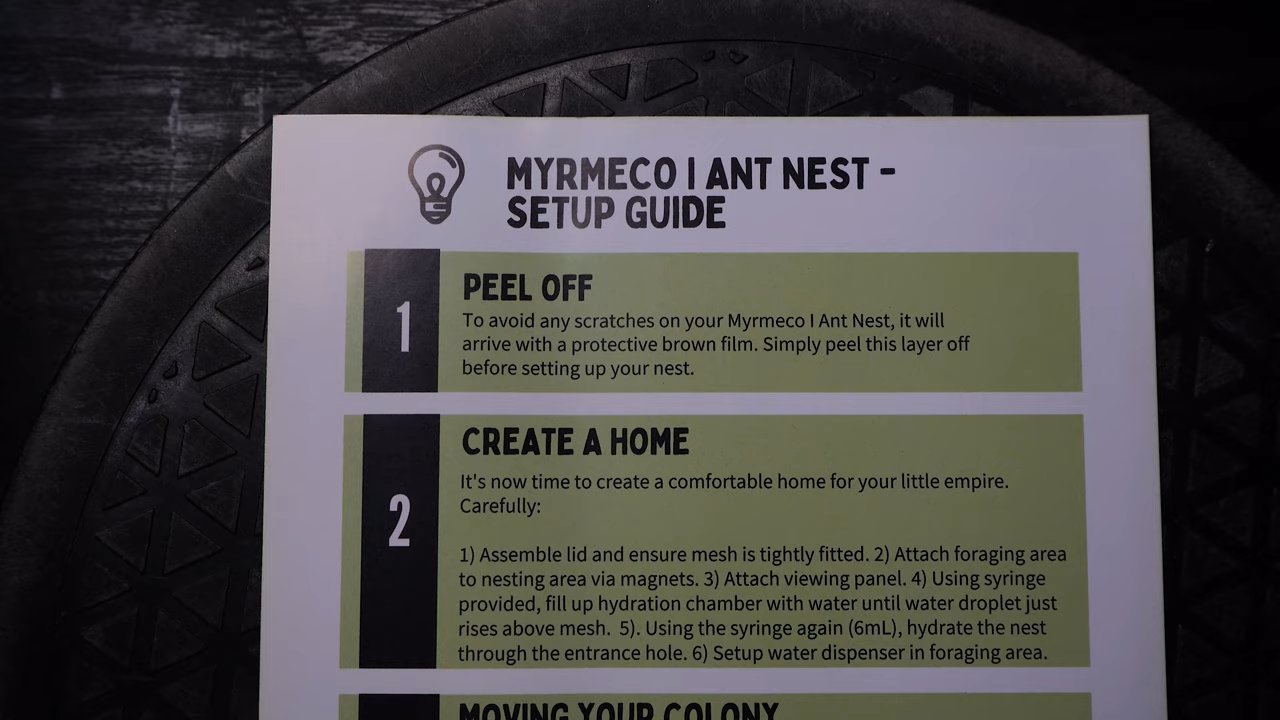 MYRMECO I ANT NEST -
SETUP GUIDE
1
PEEL OFF
To avoid any scratches on your Myrmeco I Ant Nest, it will
arrive with a protective brown film. Simply peel this layer off
before setting up your nest.
2
CREATE A HOME
It's now time to create a comfortable home for your little empire.
Carefully:
1) Assemble lid and ensure mesh is tightly fitted. 2) Attach foraging area
to nesting area via magnets. 3) Attach viewing panel. 4) Using syringe
provided, fill up hydration chamber with water until water droplet just
rises above mesh. 5). Using the syringe again (6mL), hydrate the nest
through the entrance hole. 6) Setup water dispenser in foraging area.
MOVING YOUR COLONY